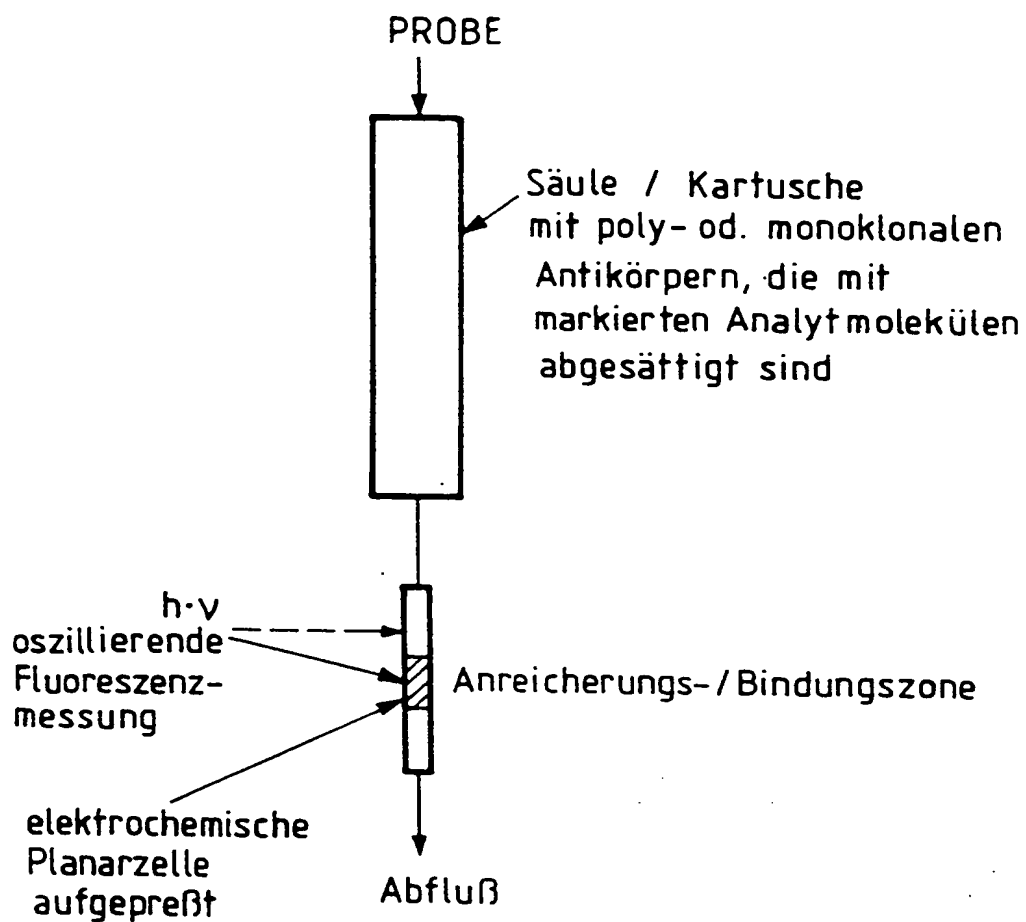 PROBE
Säule / Kartusche
mit poly- od. monoklonalen
Antikörpern, die mit
markierten Analytmolekülen
abgesättigt sind
h·ν
oszillierende
Fluoreszenz-
messung
Anreicherungs-/Bindungszone
elektrochemische
Planarzelle
aufgepreßt
Abfluß